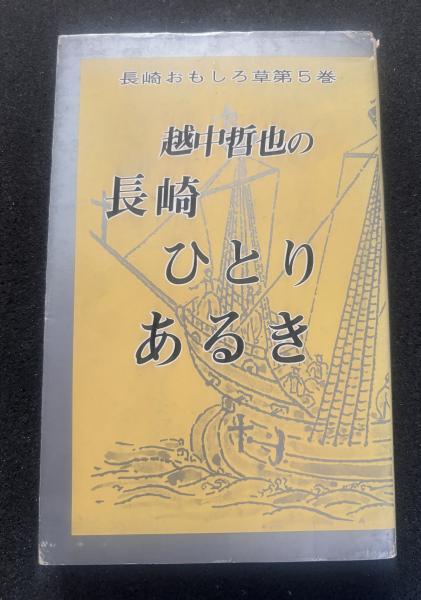 長崎おもしろ草第5巻
越中哲也の
長崎
ひとり
あるき